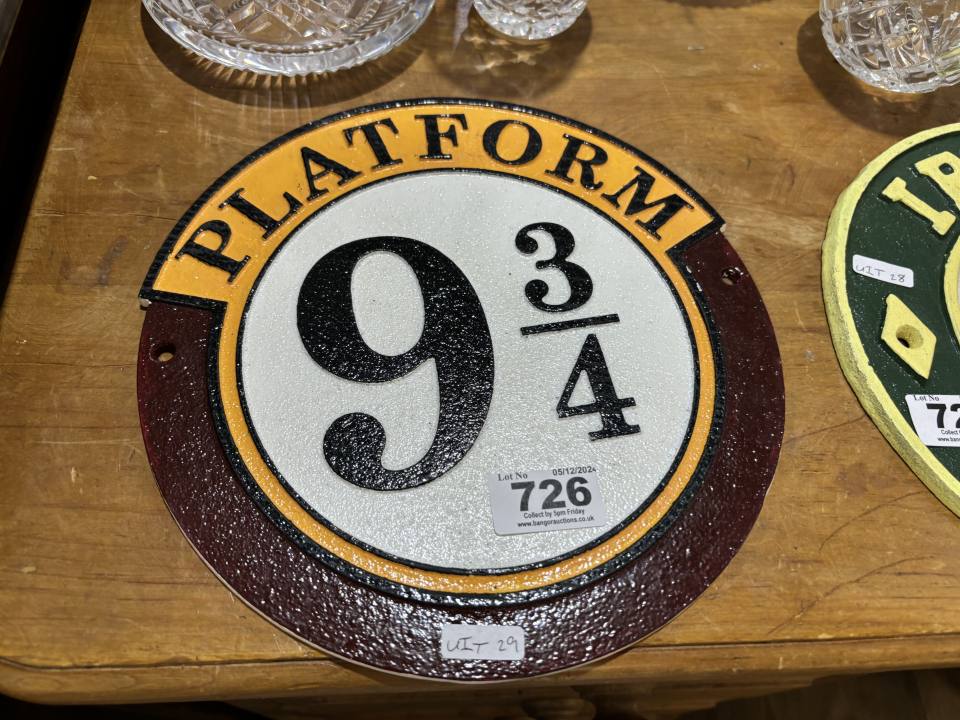 PLATFORM
9 3/4
Lot No 05/12/2024
726
Collect by 5pm Friday
www.bangorauctions.co.uk
UIT 29
UIT 28
Lot No